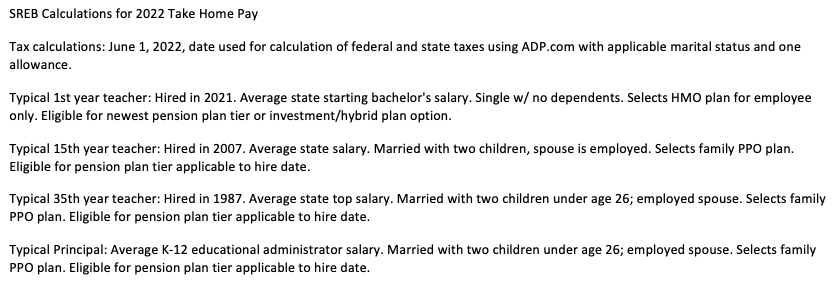 SREB Calculations for 2022 Take Home Pay
Tax calculations: June 1, 2022, date used for calculation of federal and state taxes using ADP.com with applicable marital status and one
allowance.
Typical 1st year teacher: Hired in 2021. Average state starting bachelor's salary. Single w/ no dependents. Selects HMO plan for employee
only. Eligible for newest pension plan tier or investment/hybrid plan option.
Typical 15th year teacher: Hired in 2007. Average state salary. Married with two children, spouse is employed. Selects family PPO plan.
Eligible for pension plan tier applicable to hire date.
Typical 35th year teacher: Hired in 1987. Average state top salary. Married with two children under age 26; employed spouse. Selects family
PPO plan. Eligible for pension plan tier applicable to hire date.
Typical Principal: Average K-12 educational administrator salary. Married with two children under age 26; employed spouse. Selects family
PPO plan. Eligible for pension plan tier applicable to hire date.